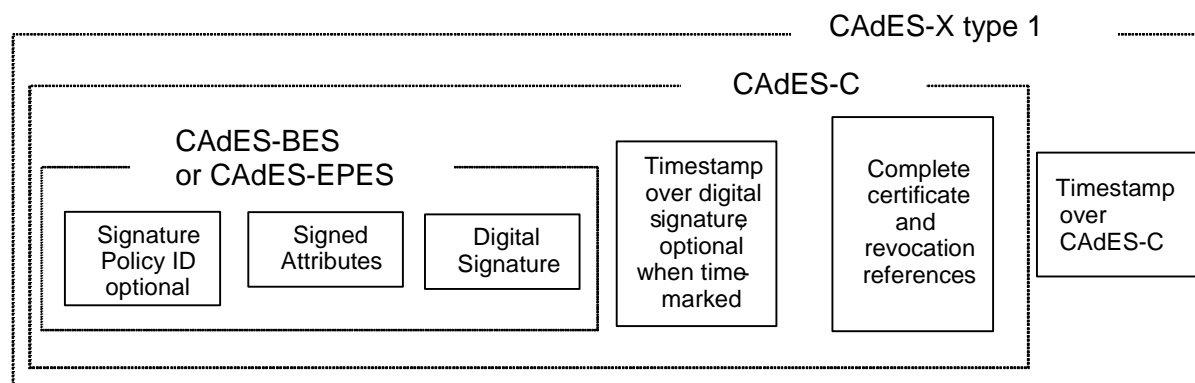 CAdES-X type 1
CAdES-C
CAdES-BES
or CAdES-EPES
Signature
Policy ID
optional
Signed
Attributes
Digital
Signature
Timestamp
over digital
signature,
optional
when time-
marked
Complete
certificate
and
revocation
references
Timestamp
over
CAdES-C